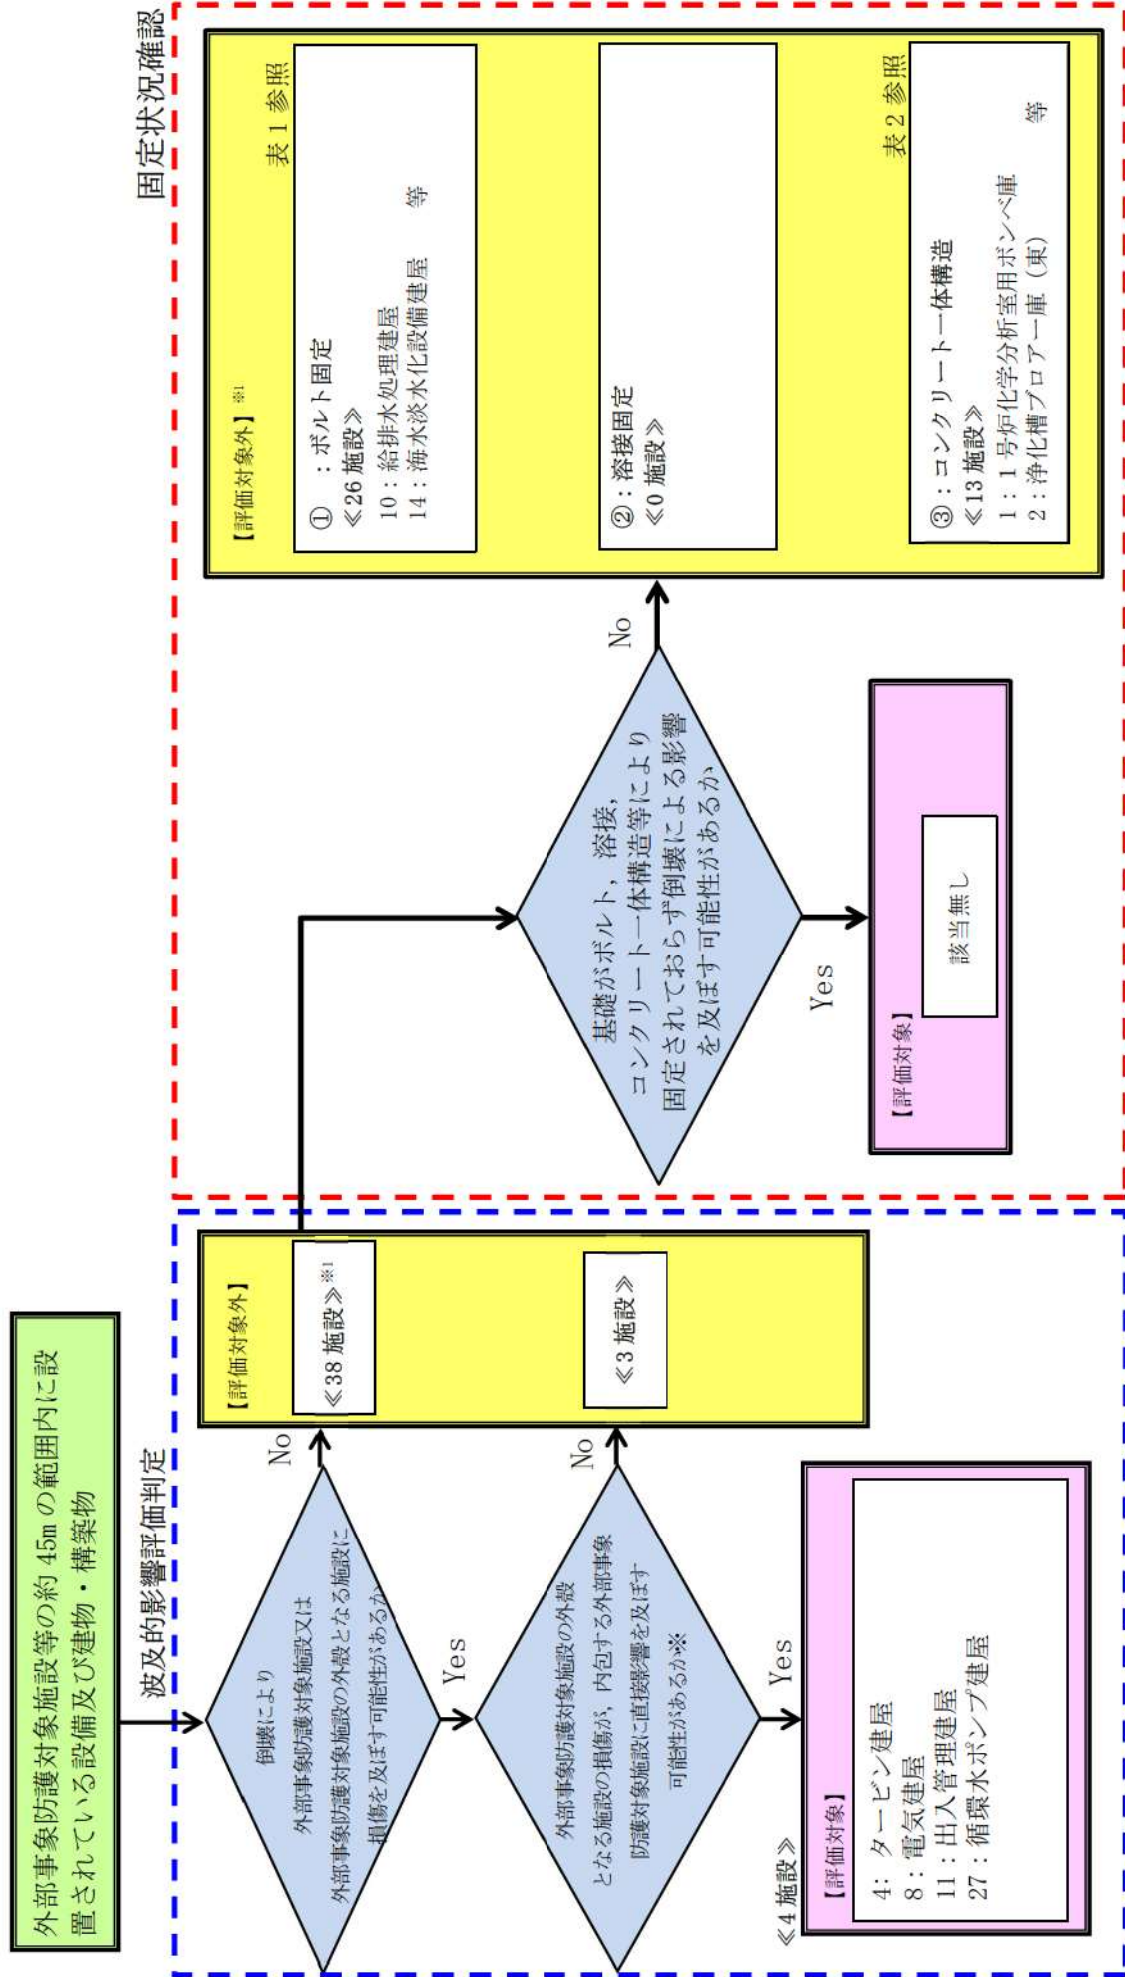 外部事象防護対象施設等の約 45m の範囲内に設
置されている設備及び建物・構築物
波及的影響評価判定
倒壊により
外部事象防護対象施設又は
外部事象防護対象施設の外殻となる施設に
損傷を及ぼす可能性があるか
No
Yes
外部事象防護対象施設の外殻
となる施設の損傷が、内包する外部事象
防護対象施設に直接影響を及ぼす
可能性があるか※
No
Yes
【評価対象外】
≪38 施設≫※1
≪3 施設≫
≪4 施設≫
【評価対象】
4: タービン建屋
8：電気建屋
11：出入管理建屋
27：循環水ポンプ建屋
固定状況確認
基礎がボルト，溶接，
コンクリート一体構造等により
固定されておらず倒壊による影響
を及ぼす可能性があるか
No
Yes
【評価対象】
該当無し
【評価対象外】※1
表１参照
① ：ボルト固定
≪26 施設≫
10：給排水処理建屋
14：海水淡水化設備建屋 等
②：溶接固定
≪0 施設≫
表２参照
③：コンクリート一体構造
≪13 施設≫
1：1 号炉化学分析室用ボンベ庫
2：浄化槽ブロアー庫（東） 等